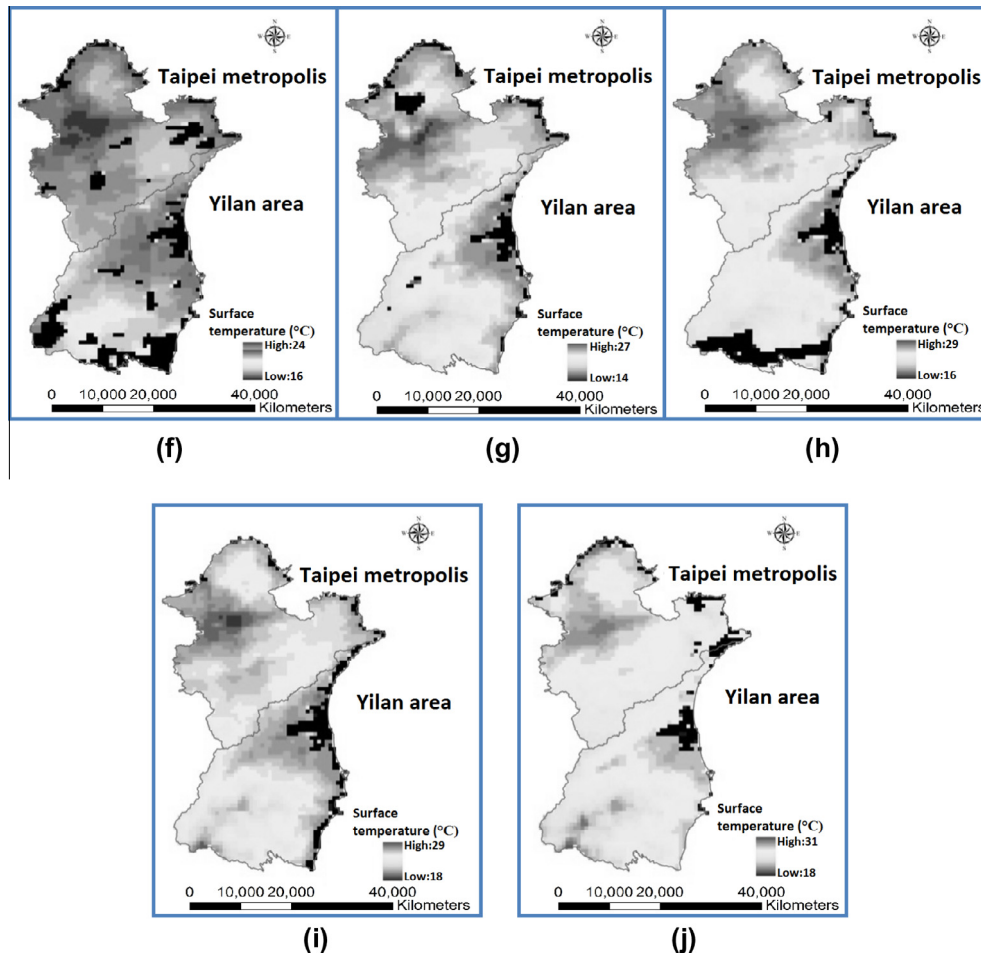 N
W E
S
Taipei metropolis
Yilan area
Surface
temperature (°C)
High:24
Low:16
0 10,000 20,000 40,000
Kilometers
(f)
N
W E
S
Taipei metropolis
Yilan area
Surface
temperature (°C)
High:27
Low:14
0 10,000 20,000 40,000
Kilometers
(g)
N
W E
S
Taipei metropolis
Yilan area
Surface
temperature (°C)
High:29
Low:16
0 10,000 20,000 40,000
Kilometers
(h)
N
W E
S
Taipei metropolis
Yilan area
Surface
temperature (°C)
High:29
Low:18
0 10,000 20,000 40,000
Kilometers
(i)
N
W E
S
Taipei metropolis
Yilan area
Surface
temperature (°C)
High:31
Low:18
0 10,000 20,000 40,000
Kilometers
(j)